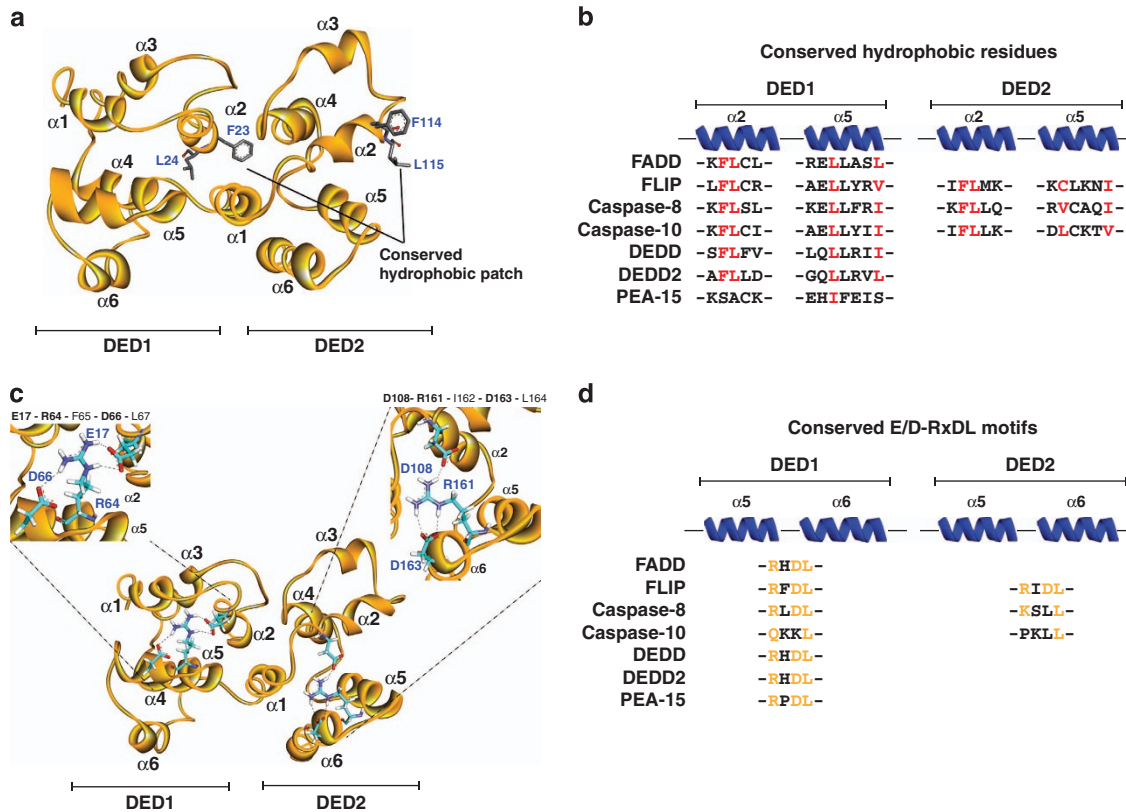 a
α3
α3
α1
α2
α4
F23
F114
α2
L24
L115
α4
α5
α5
α1
Conserved
hydrophobic patch
α6
α6
DED1
DED2
b
Conserved hydrophobic residues
DED1
DED2
α2
α5
α2
α5
FADD -KFLCL- -RELLASL-
FLIP -LFLCR- -AELLYRV- -IFLMK- -KCLKNI-
Caspase-8 -KFLSL- -KELLFRI- -KFLLQ- -RVCAQI-
Caspase-10 -KFLCI- -AELLYII- -IFLLK- -DLCKTV-
DEDD -SFLFV- -LQLLRII-
DEDD2 -AFLLD- -GQLLRVL-
PEA-15 -KSACK- -EHIFEIS-
c
E17 - R64 - F65 - D66 - L67
D108- R161 - I162 - D163 - L164
E17
D66
R64
α2
α5
D108
R161
D163
α2
α5
α6
α3
α3
α1
α4
α2
α2
α5
α4
α1
α5
α6
α6
DED1
DED2
d
Conserved E/D-RxDL motifs
DED1
DED2
α5
α6
α5
α6
FADD -RHDL-
FLIP -RFDL- -RIDL-
Caspase-8 -RLDL- -KSLL-
Caspase-10 -QKKL- -PKLL-
DEDD -RHDL-
DEDD2 -RHDL-
PEA-15 -RPDL-